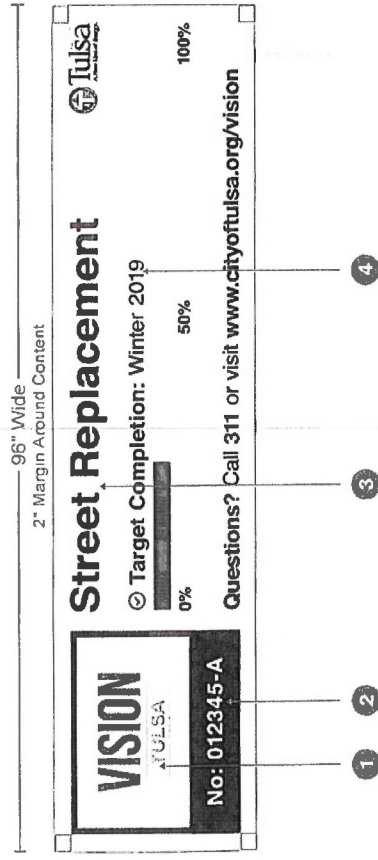 96" Wide
2" Margin Around Content
VISION
TULSA
No: 012345-A
Street Replacement
Tulsa
Target Completion: Winter 2019
0%
50%
100%
Questions? Call 311 or visit www.cityoftulsa.org/vision
1
2
3
4